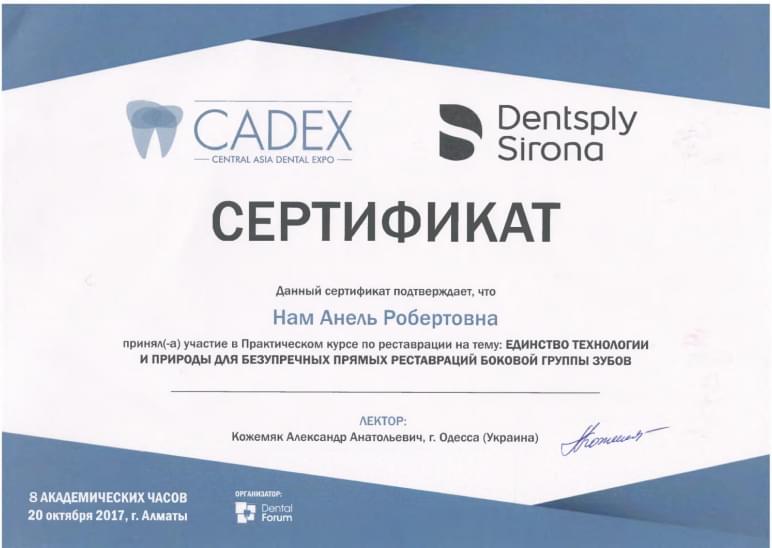 CADEX
CENTRAL ASIA DENTAL EXPO
Dentsply
Sirona
СЕРТИФИКАТ
Данный сертификат подтверждает, что
Нам Анель Робертовна
принял(-а) участие в Практическом курсе по реставрации на тему: ЕДИНСТВО ТЕХНОЛОГИИ
И ПРИРОДЫ ДЛЯ БЕЗУПРЕЧНЫХ ПРЯМЫХ РЕСТАВРАЦИЙ БОКОВОЙ ГРУППЫ ЗУБОВ
ЛЕКТОР:
Кожемяк Александр Анатольевич, г. Одесса (Украина)
8 АКАДЕМИЧЕСКИХ ЧАСОВ
20 октября 2017, г. Алматы
ОРГАНИЗАТОР:
Dental
Forum